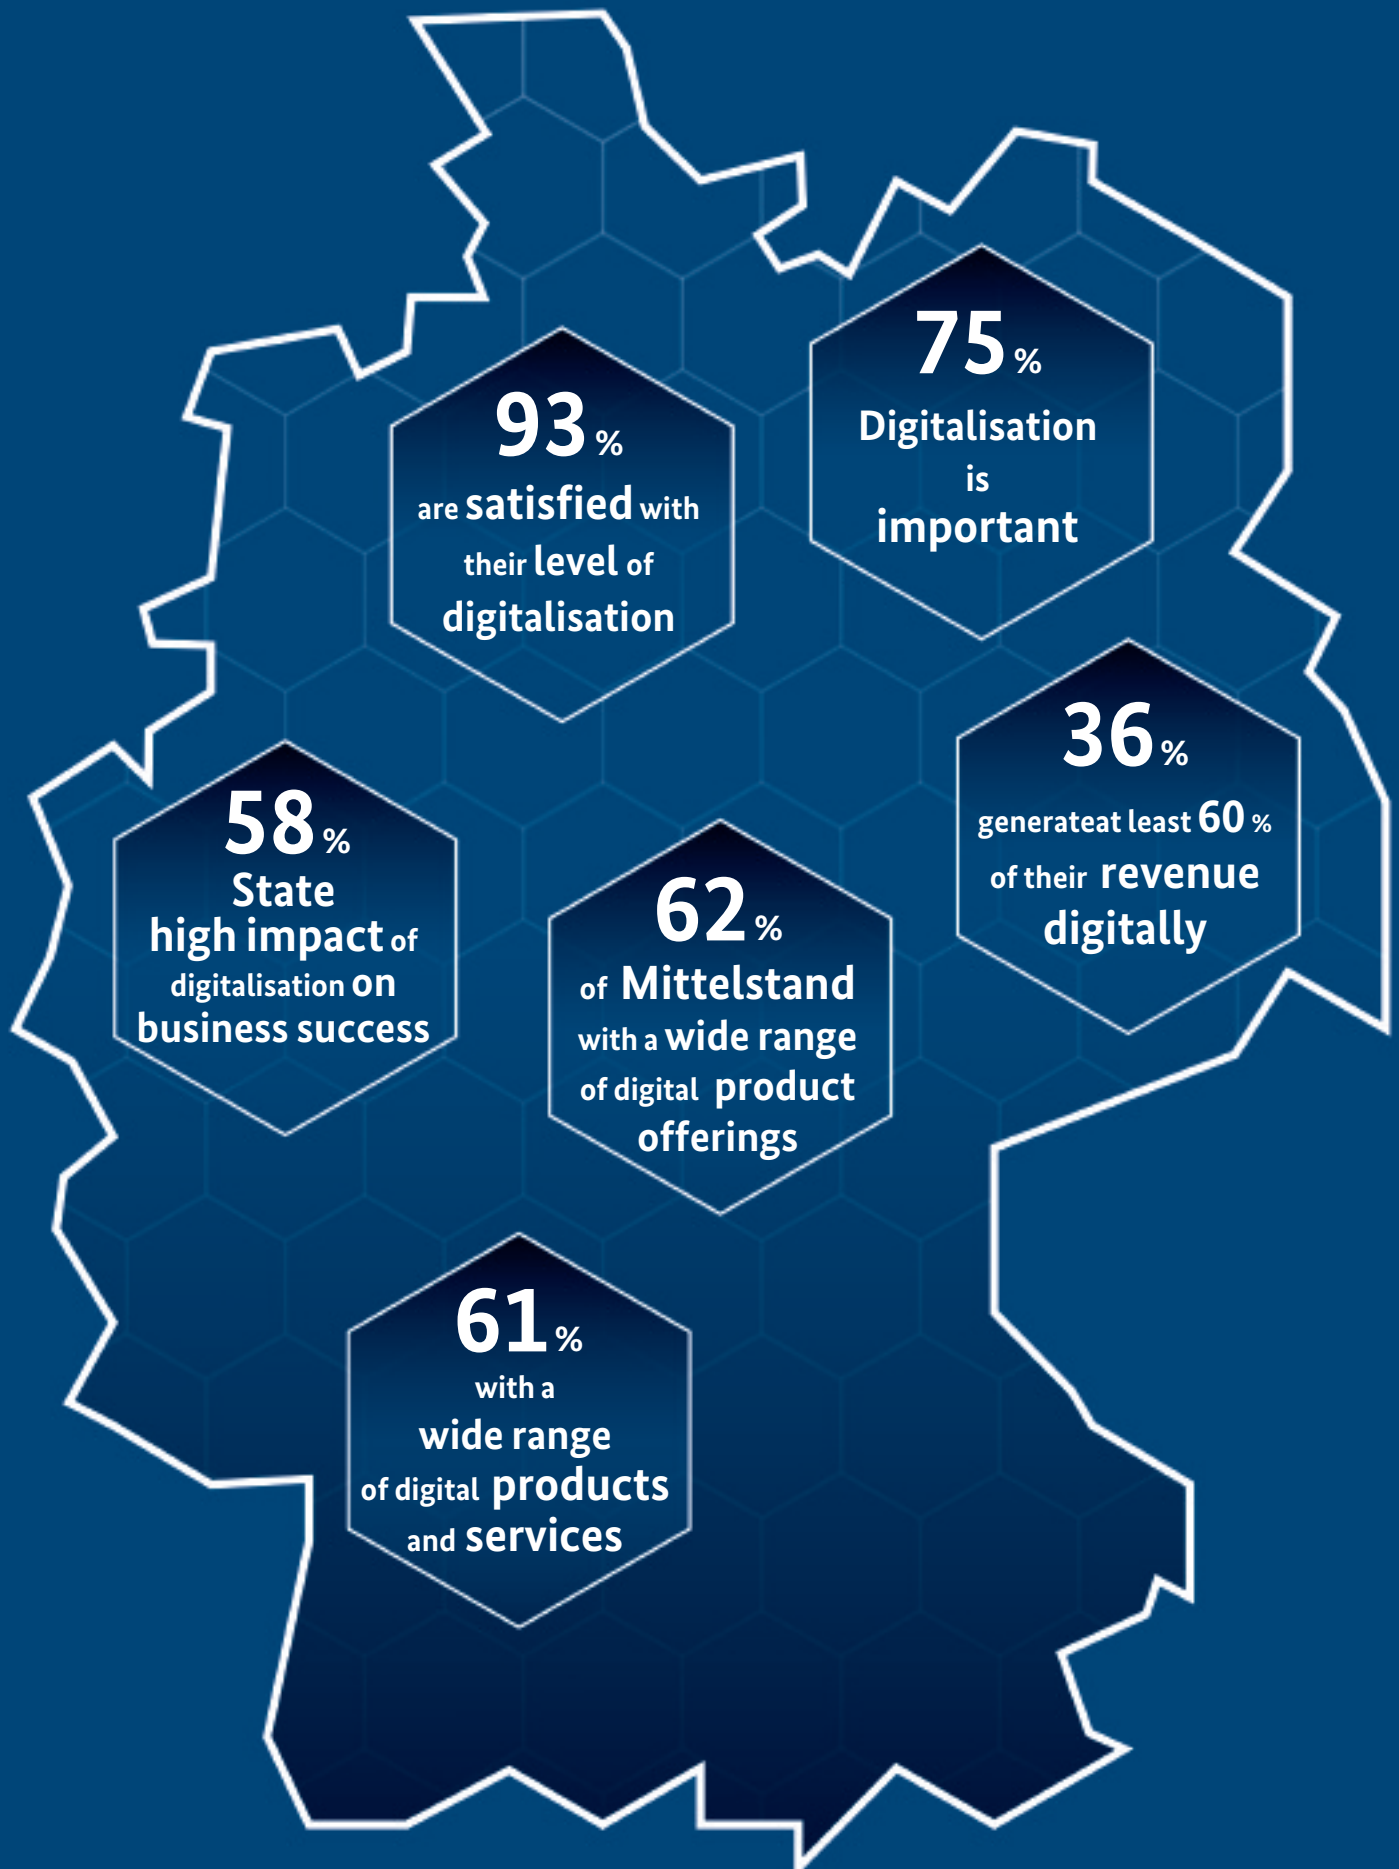 75 %
Digitalisation
is
important
93 %
are satisfied with
their level of
digitalisation
36 %
generateat least 60 %
of their revenue
digitally
58 %
State
high impact of
digitalisation on
business success
62 %
of Mittelstand
with a wide range
of digital product
offerings
61 %
with a
wide range
of digital products
and services